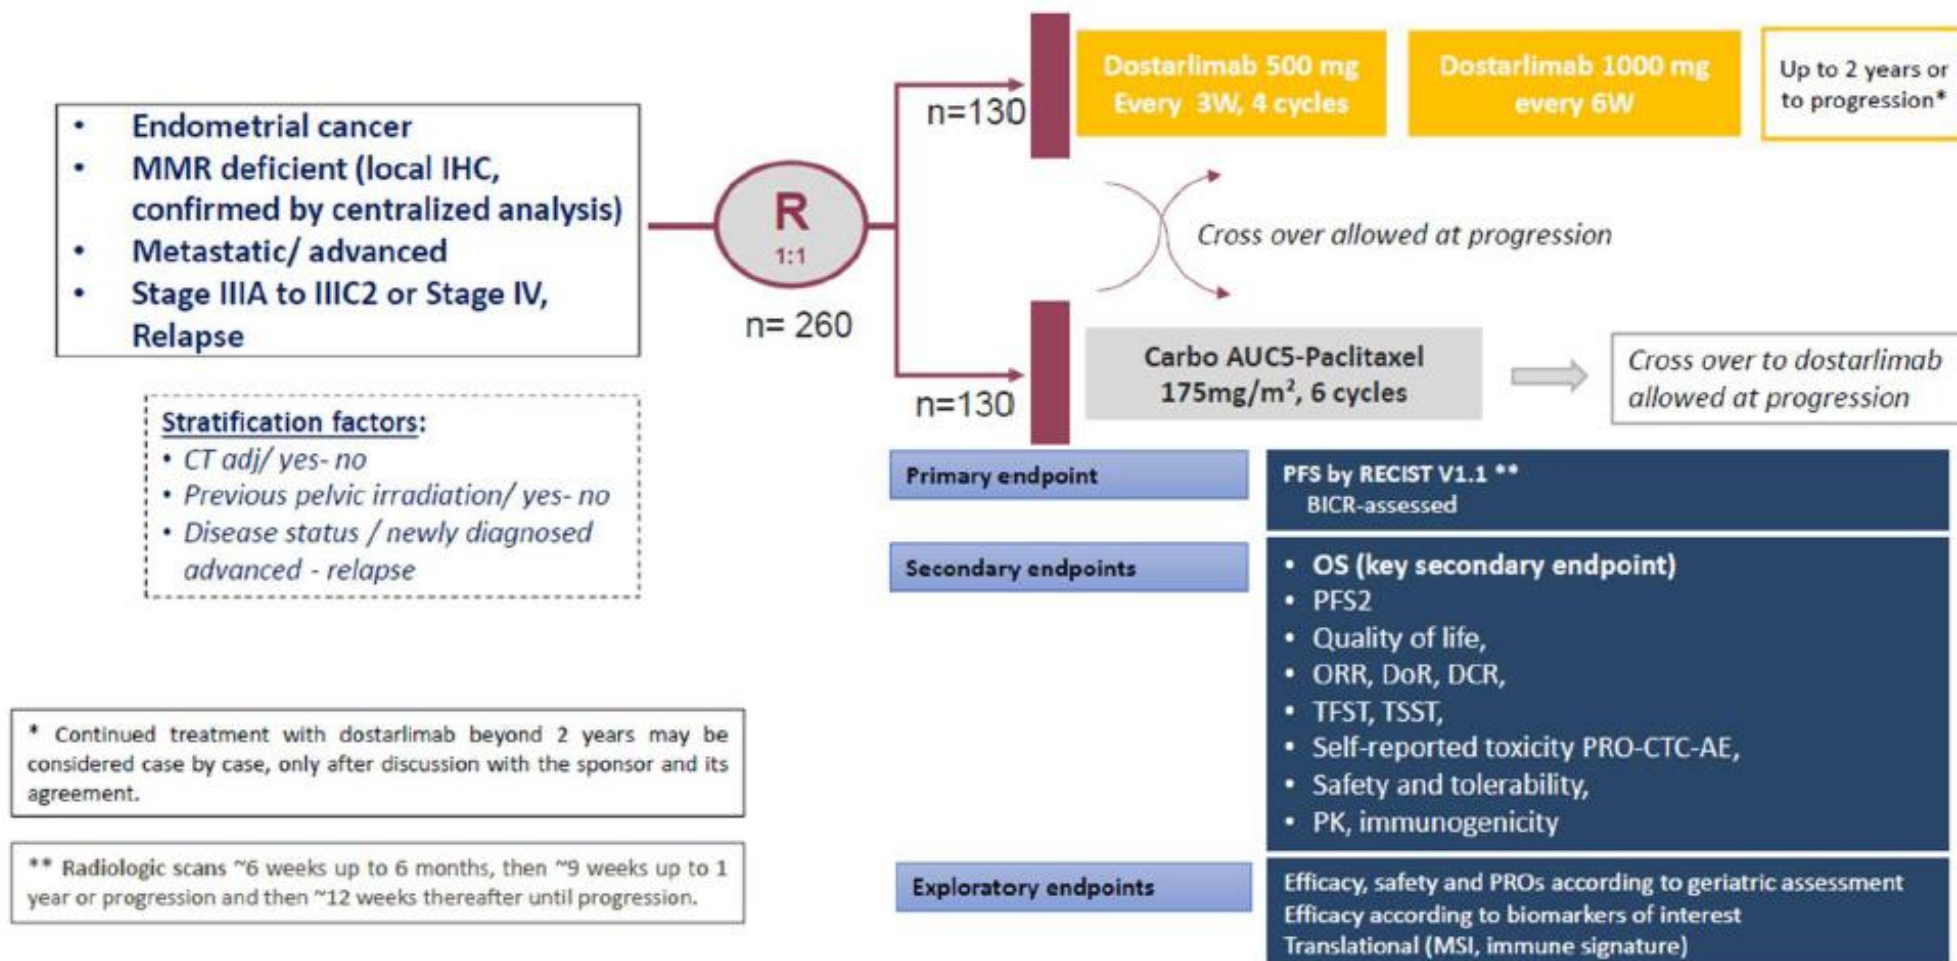 • Endometrial cancer
• MMR deficient (local IHC,
confirmed by centralized analysis)
• Metastatic/ advanced
• Stage IIIA to IIIC2 or Stage IV,
Relapse
Stratification factors:
• CT adj/ yes- no
• Previous pelvic irradiation/ yes- no
• Disease status / newly diagnosed
advanced - relapse
R
1:1
n= 260
n=130
Dostarlimab 500 mg
Every 3W, 4 cycles
Dostarlimab 1000 mg
every 6W
Up to 2 years or
to progression*
Cross over allowed at progression
n=130
Carbo AUC5-Paclitaxel
175mg/m², 6 cycles
Cross over to dostarlimab
allowed at progression
Primary endpoint
PFS by RECIST V1.1 **
BICR-assessed
Secondary endpoints
• OS (key secondary endpoint)
• PFS2
• Quality of life,
• ORR, DoR, DCR,
• TFST, TSST,
• Self-reported toxicity PRO-CTC-AE,
• Safety and tolerability,
• PK, immunogenicity
Exploratory endpoints
Efficacy, safety and PROs according to geriatric assessment
Efficacy according to biomarkers of interest
Translational (MSI, immune signature)
* Continued treatment with dostarlimab beyond 2 years may be
considered case by case, only after discussion with the sponsor and its
agreement.
** Radiologic scans ~6 weeks up to 6 months, then ~9 weeks up to 1
year or progression and then ~12 weeks thereafter until progression.